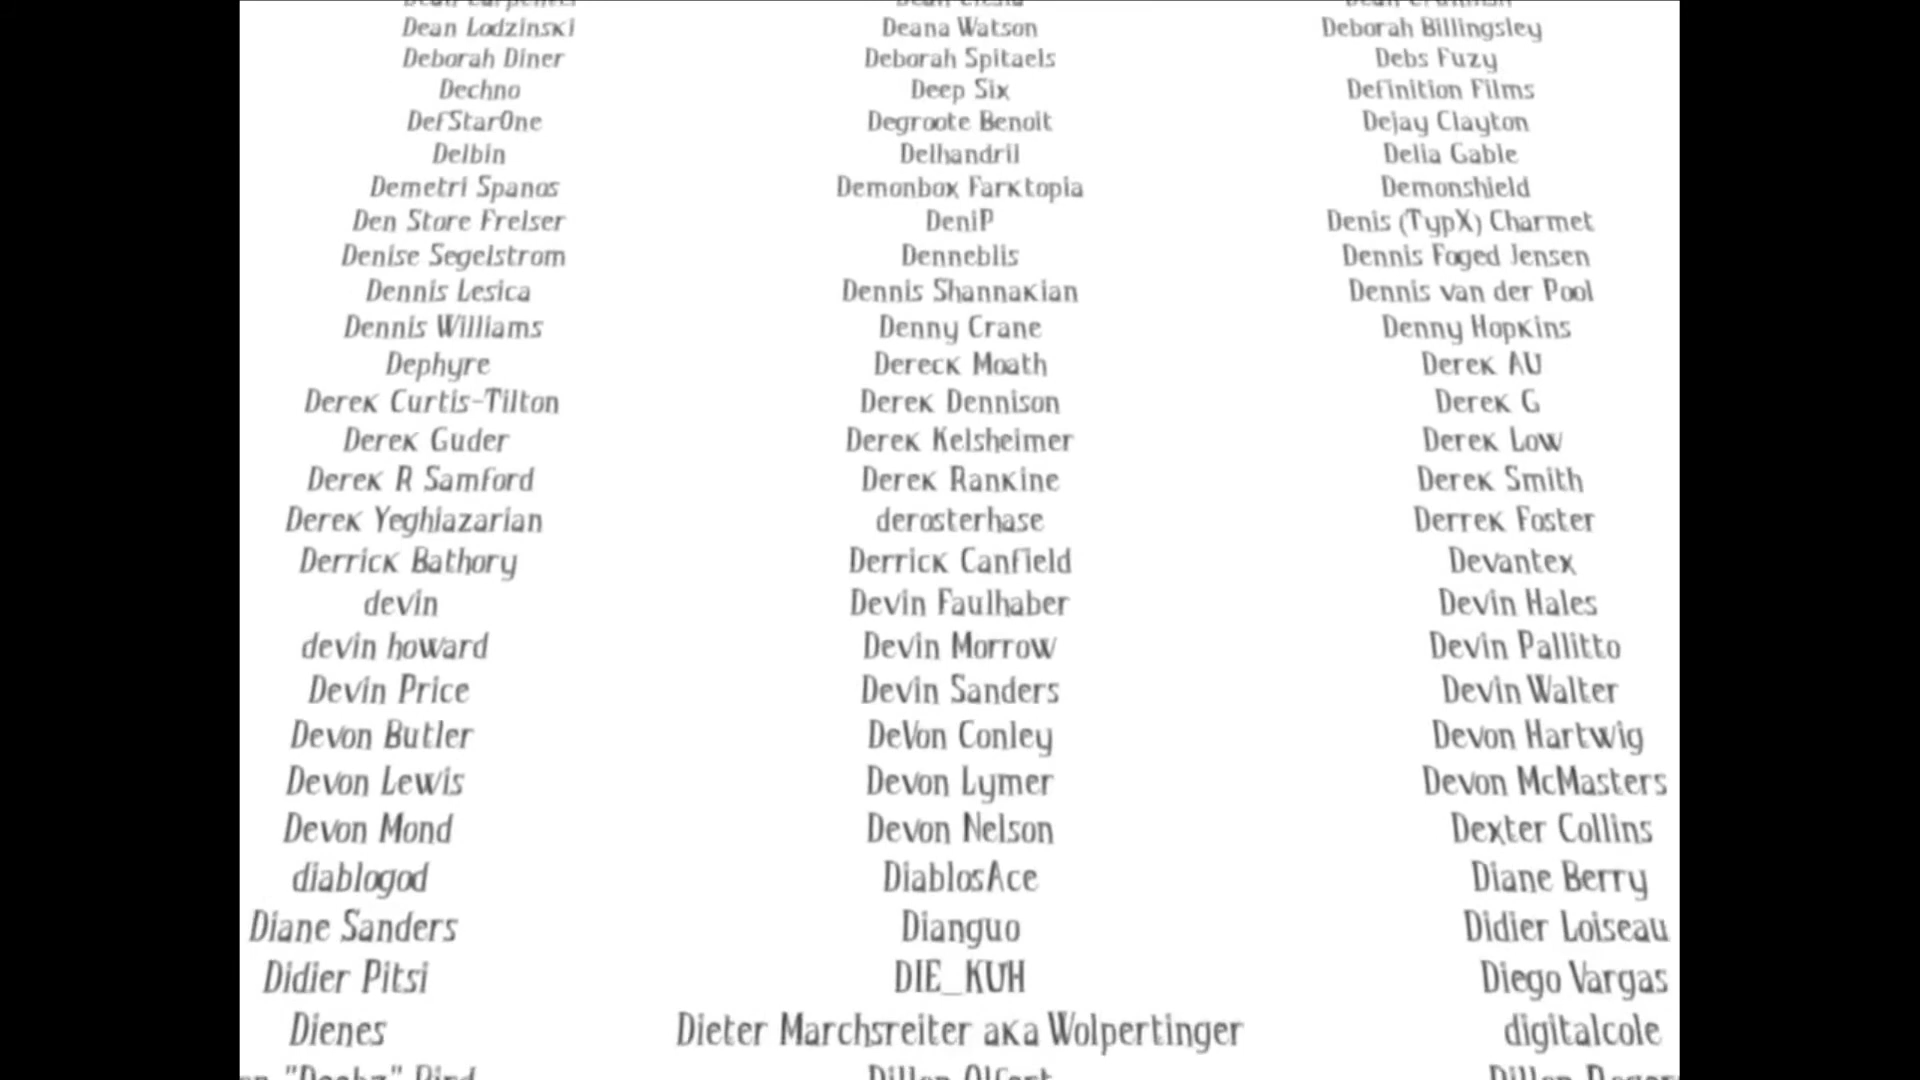 Dean Lodzinski Deana Watson Deborah Billingsley
Deborah Diner Deborah Spitaels Debs Fuzy
Dechno Deep Six Definition Films
DefStarOne Degroote Benoit Dejay Clayton
Delbin Delhandril Delia Gable
Demetri Spanos Demonbox Farktopia Demonshield
Den Store Frelser DeniP Denis (TypX) Charmet
Denise Segelstrom Denneblis Dennis Foged Jensen
Dennis Lesica Dennis Shannakian Dennis van der Pool
Dennis Williams Denny Crane Denny Hopkins
Dephyre Dereck Moath Derek AU
Derek Curtis-Tilton Derek Dennison Derek G
Derek Guder Derek Kelsheimer Derek Low
Derek R Samford Derek Rankine Derek Smith
Derek Yeghiazarian derosterhase Derrek Foster
Derrick Bathory Derrick Canfield Devantex
devin Devin Faulhaber Devin Hales
devin howard Devin Morrow Devin Pallitto
Devin Price Devin Sanders Devin Walter
Devon Butler DeVon Conley Devon Hartwig
Devon Lewis Devon Lymer Devon McMasters
Devon Mond Devon Nelson Dexter Collins
diablogod DiablosAce Diane Berry
Diane Sanders Dianguo Didier Loiseau
Didier Pitsi DIE_KUH Diego Vargas
Dienes Dieter Marchsreiter aka Wolpertinger digitalcole